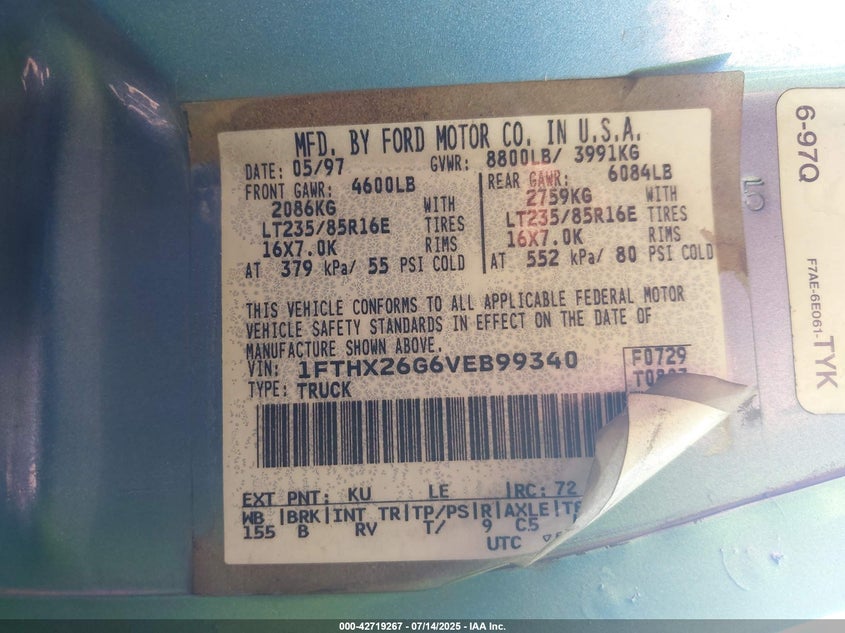 MFD. BY FORD MOTOR CO. IN U.S.A.
DATE: 05/97 GVWR: 8800LB/ 3991KG
FRONT GAWR: 4600LB REAR GAWR: 6084LB
2086KG WITH 2759KG WITH
LT235/85R16E TIRES LT235/85R16E TIRES
16X7.0K RIMS 16X7.0K RIMS
AT 379 kPa/ 55 PSI COLD AT 552 kPa/ 80 PSI COLD
THIS VEHICLE CONFORMS TO ALL APPLICABLE FEDERAL MOTOR
VEHICLE SAFETY STANDARDS IN EFFECT ON THE DATE OF
MANUFACTURE SHOWN ABOVE.
VIN: 1FTHX26G6VEB99340 F0729
TYPE: TRUCK
EXT PNT: KU LE RC: 72
WB BRK INT TR TP/PS R AXLE
155 B RV T/ 9 C5
UTC
6-97Q
F7AE-6E061-TYK
000-42719267 - 07/14/2025 - IAA Inc.